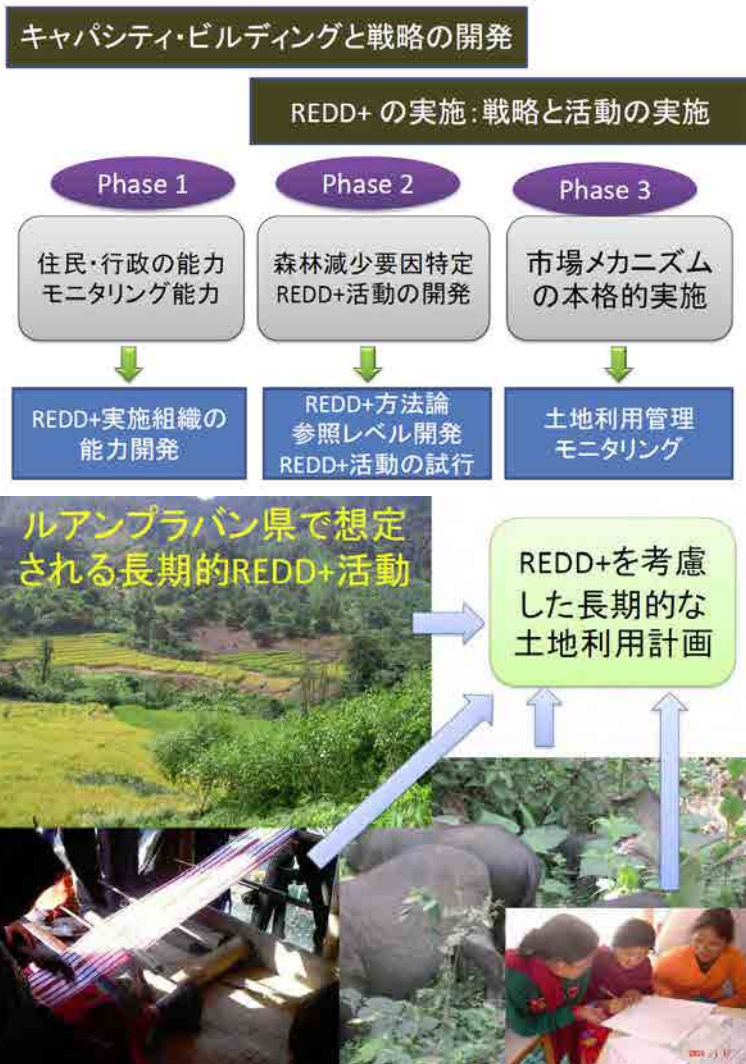 キャパシティ・ビルディングと戦略の開発
REDD+ の実施：戦略と活動の実施
Phase 1
Phase 2
Phase 3
住民・行政の能力
モニタリング能力
森林減少要因特定
REDD+活動の開発
市場メカニズム
の本格的実施
REDD+実施組織の
能力開発
REDD+方法論
参照レベル開発
REDD+活動の試行
土地利用管理
モニタリング
ルアンプラバン県で想定
される長期的REDD+活動
REDD+を考慮
した長期的な
土地利用計画